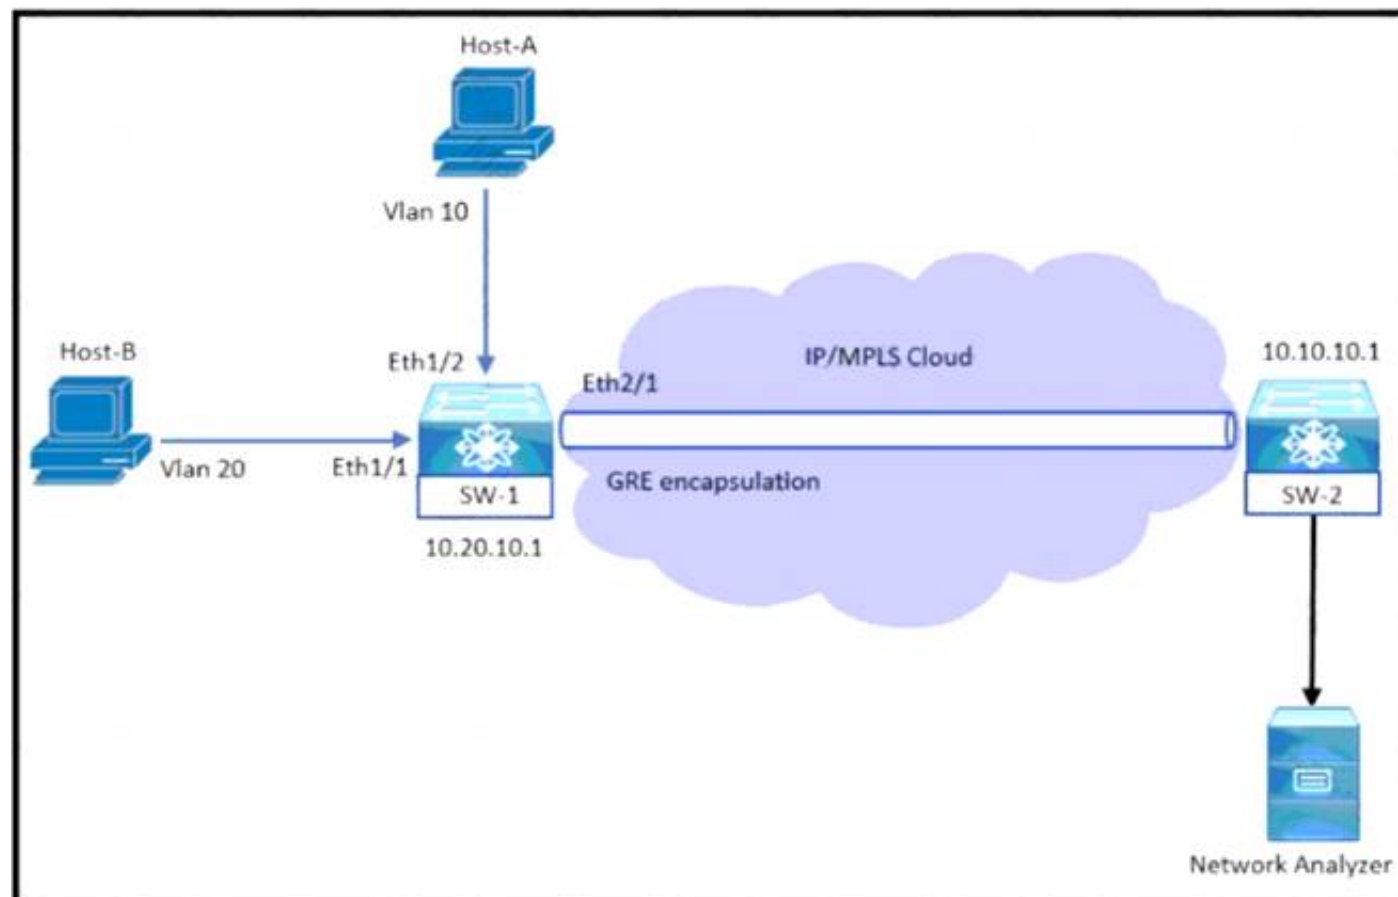 Host-A
Vlan 10
Host-B
Eth1/2
Vlan 20
Eth1/1
SW-1
10.20.10.1
Eth2/1
IP/MPLS Cloud
GRE encapsulation
10.10.10.1
SW-2
Network Analyzer